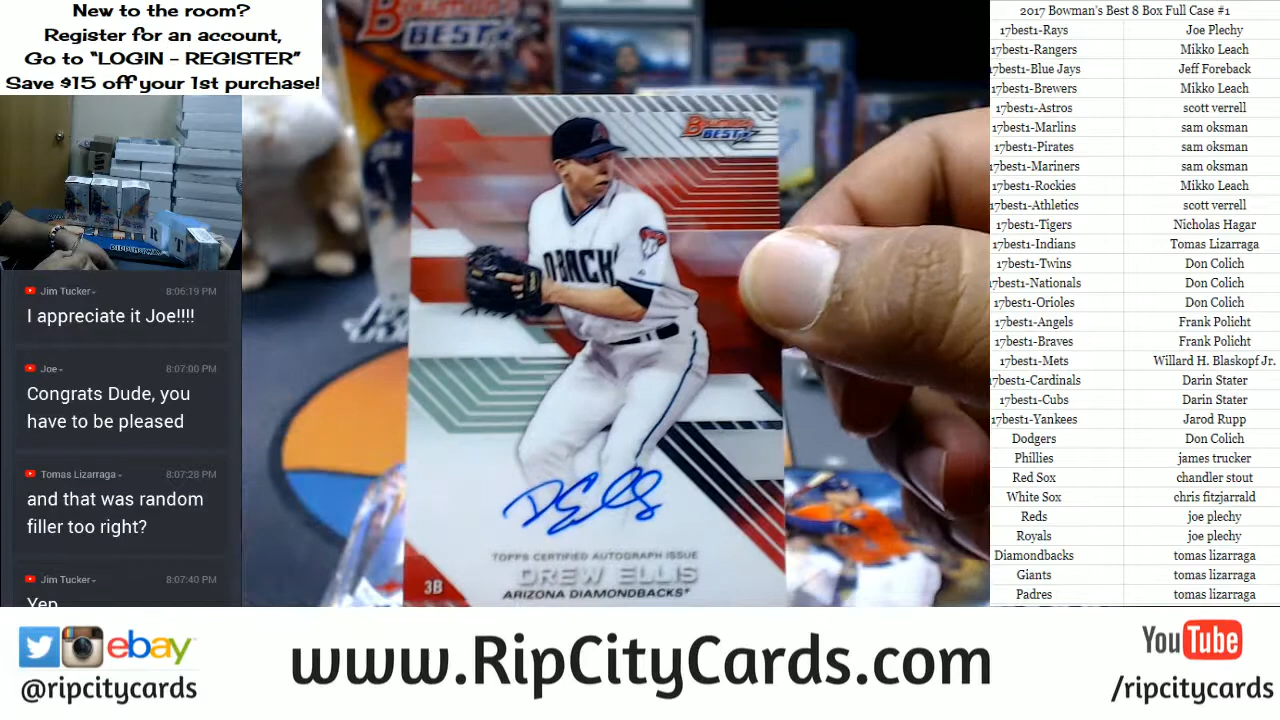 New to the room?
Register for an account,
Go to “LOGIN - REGISTER”
Save $15 off your 1st purchase!
Jim Tucker
8:06:19 PM
I appreciate it Joe!!!!
Joe
8:07:00 PM
Congrats Dude, you
have to be pleased
Tomas Lizarraga
8:07:28 PM
and that was random
filler too right?
Jim Tucker
8:07:40 PM
Yep
Bowman's
BEST
Bowman's
BEST
D-BACK
TOPPS CERTIFIED AUTOGRAPH ISSUE
DREW ELLIS
3B
ARIZONA DIAMONDBACKS
2017 Bowman's Best 8 Box Full Case #1
17best1-Rays Joe Plechy
17best1-Rangers Mikko Leach
17best1-Blue Jays Jeff Foreback
17best1-Brewers Mikko Leach
17best1-Astros scott verrell
17best1-Marlins sam oksman
17best1-Pirates sam oksman
17best1-Mariners sam oksman
17best1-Rockies Mikko Leach
17best1-Athletics scott verrell
17best1-Tigers Nicholas Hagar
17best1-Indians Tomas Lizarraga
17best1-Twins Don Colich
17best1-Nationals Don Colich
17best1-Orioles Don Colich
17best1-Angels Frank Policht
17best1-Braves Frank Policht
17best1-Mets Willard H. Blaskopf Jr.
17best1-Cardinals Darin Stater
17best1-Cubs Darin Stater
17best1-Yankees Jarod Rupp
Dodgers Don Colich
Phillies james trucker
Red Sox chandler stout
White Sox chris fitzjarrald
Reds joe plechy
Royals joe plechy
Diamondbacks tomas lizarraga
Giants tomas lizarraga
Padres tomas lizarraga
ebay
@ripcitycards
www.RipCityCards.com
YouTube
/ripcitycards